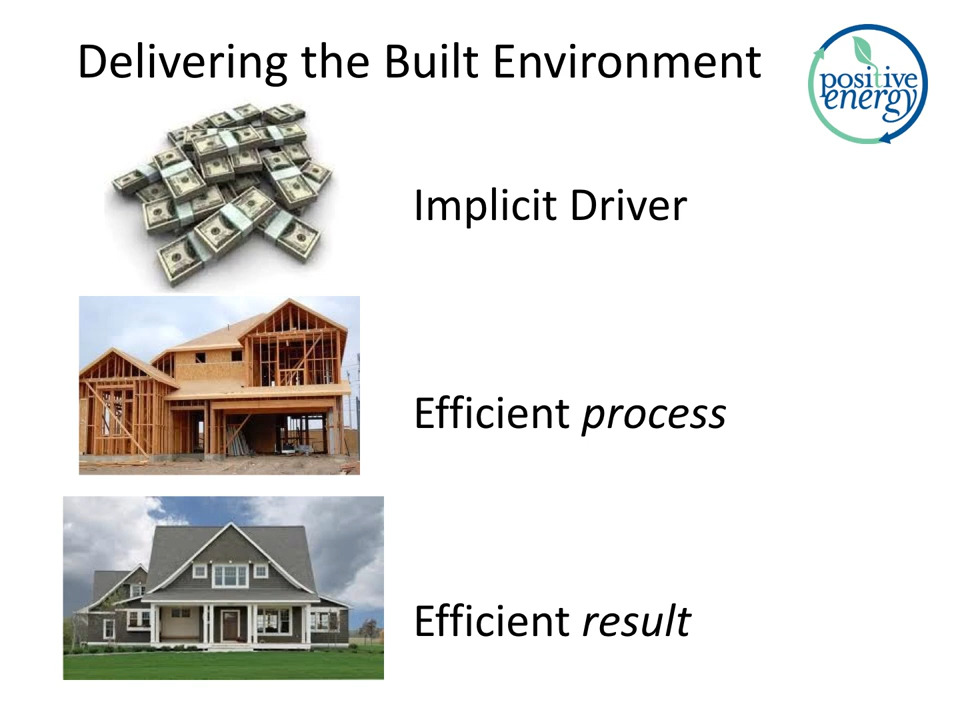 Delivering the Built Environment
positive
energy
Implicit Driver
Efficient process
Efficient result